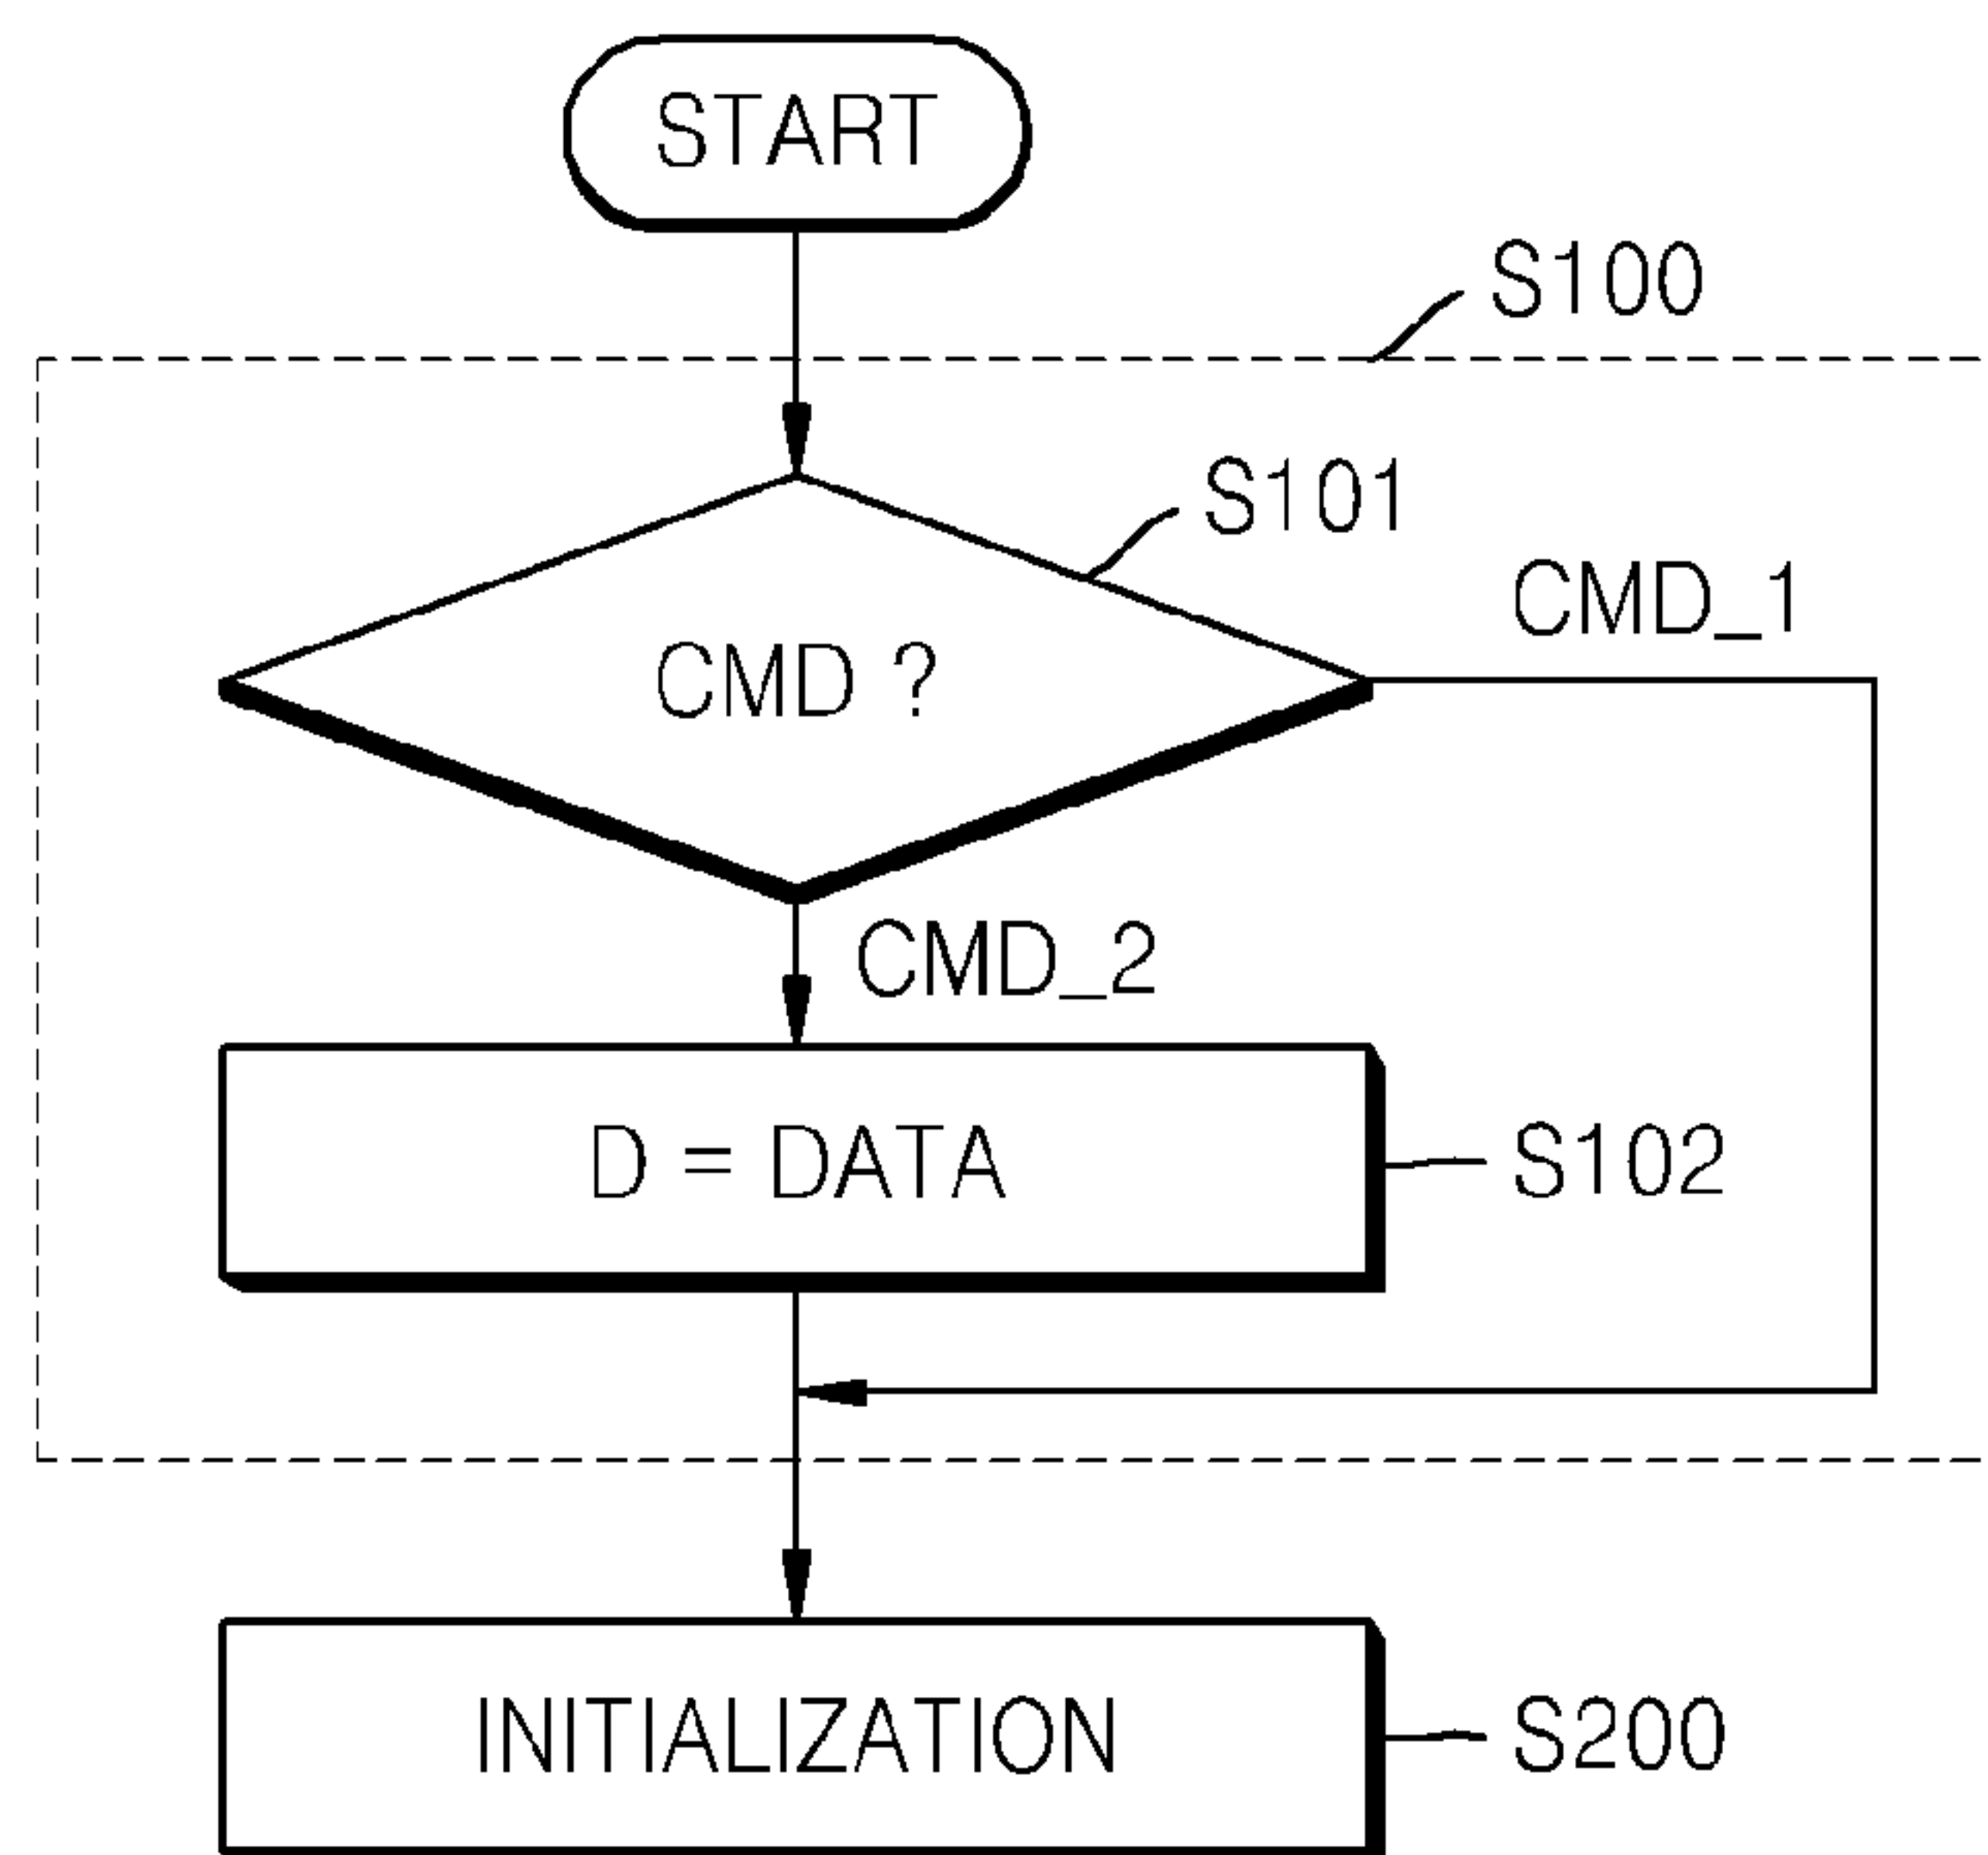 START
S100
S101
CMD_1
CMD ?
CMD_2
D = DATA
S102
INITIALIZATION
S200